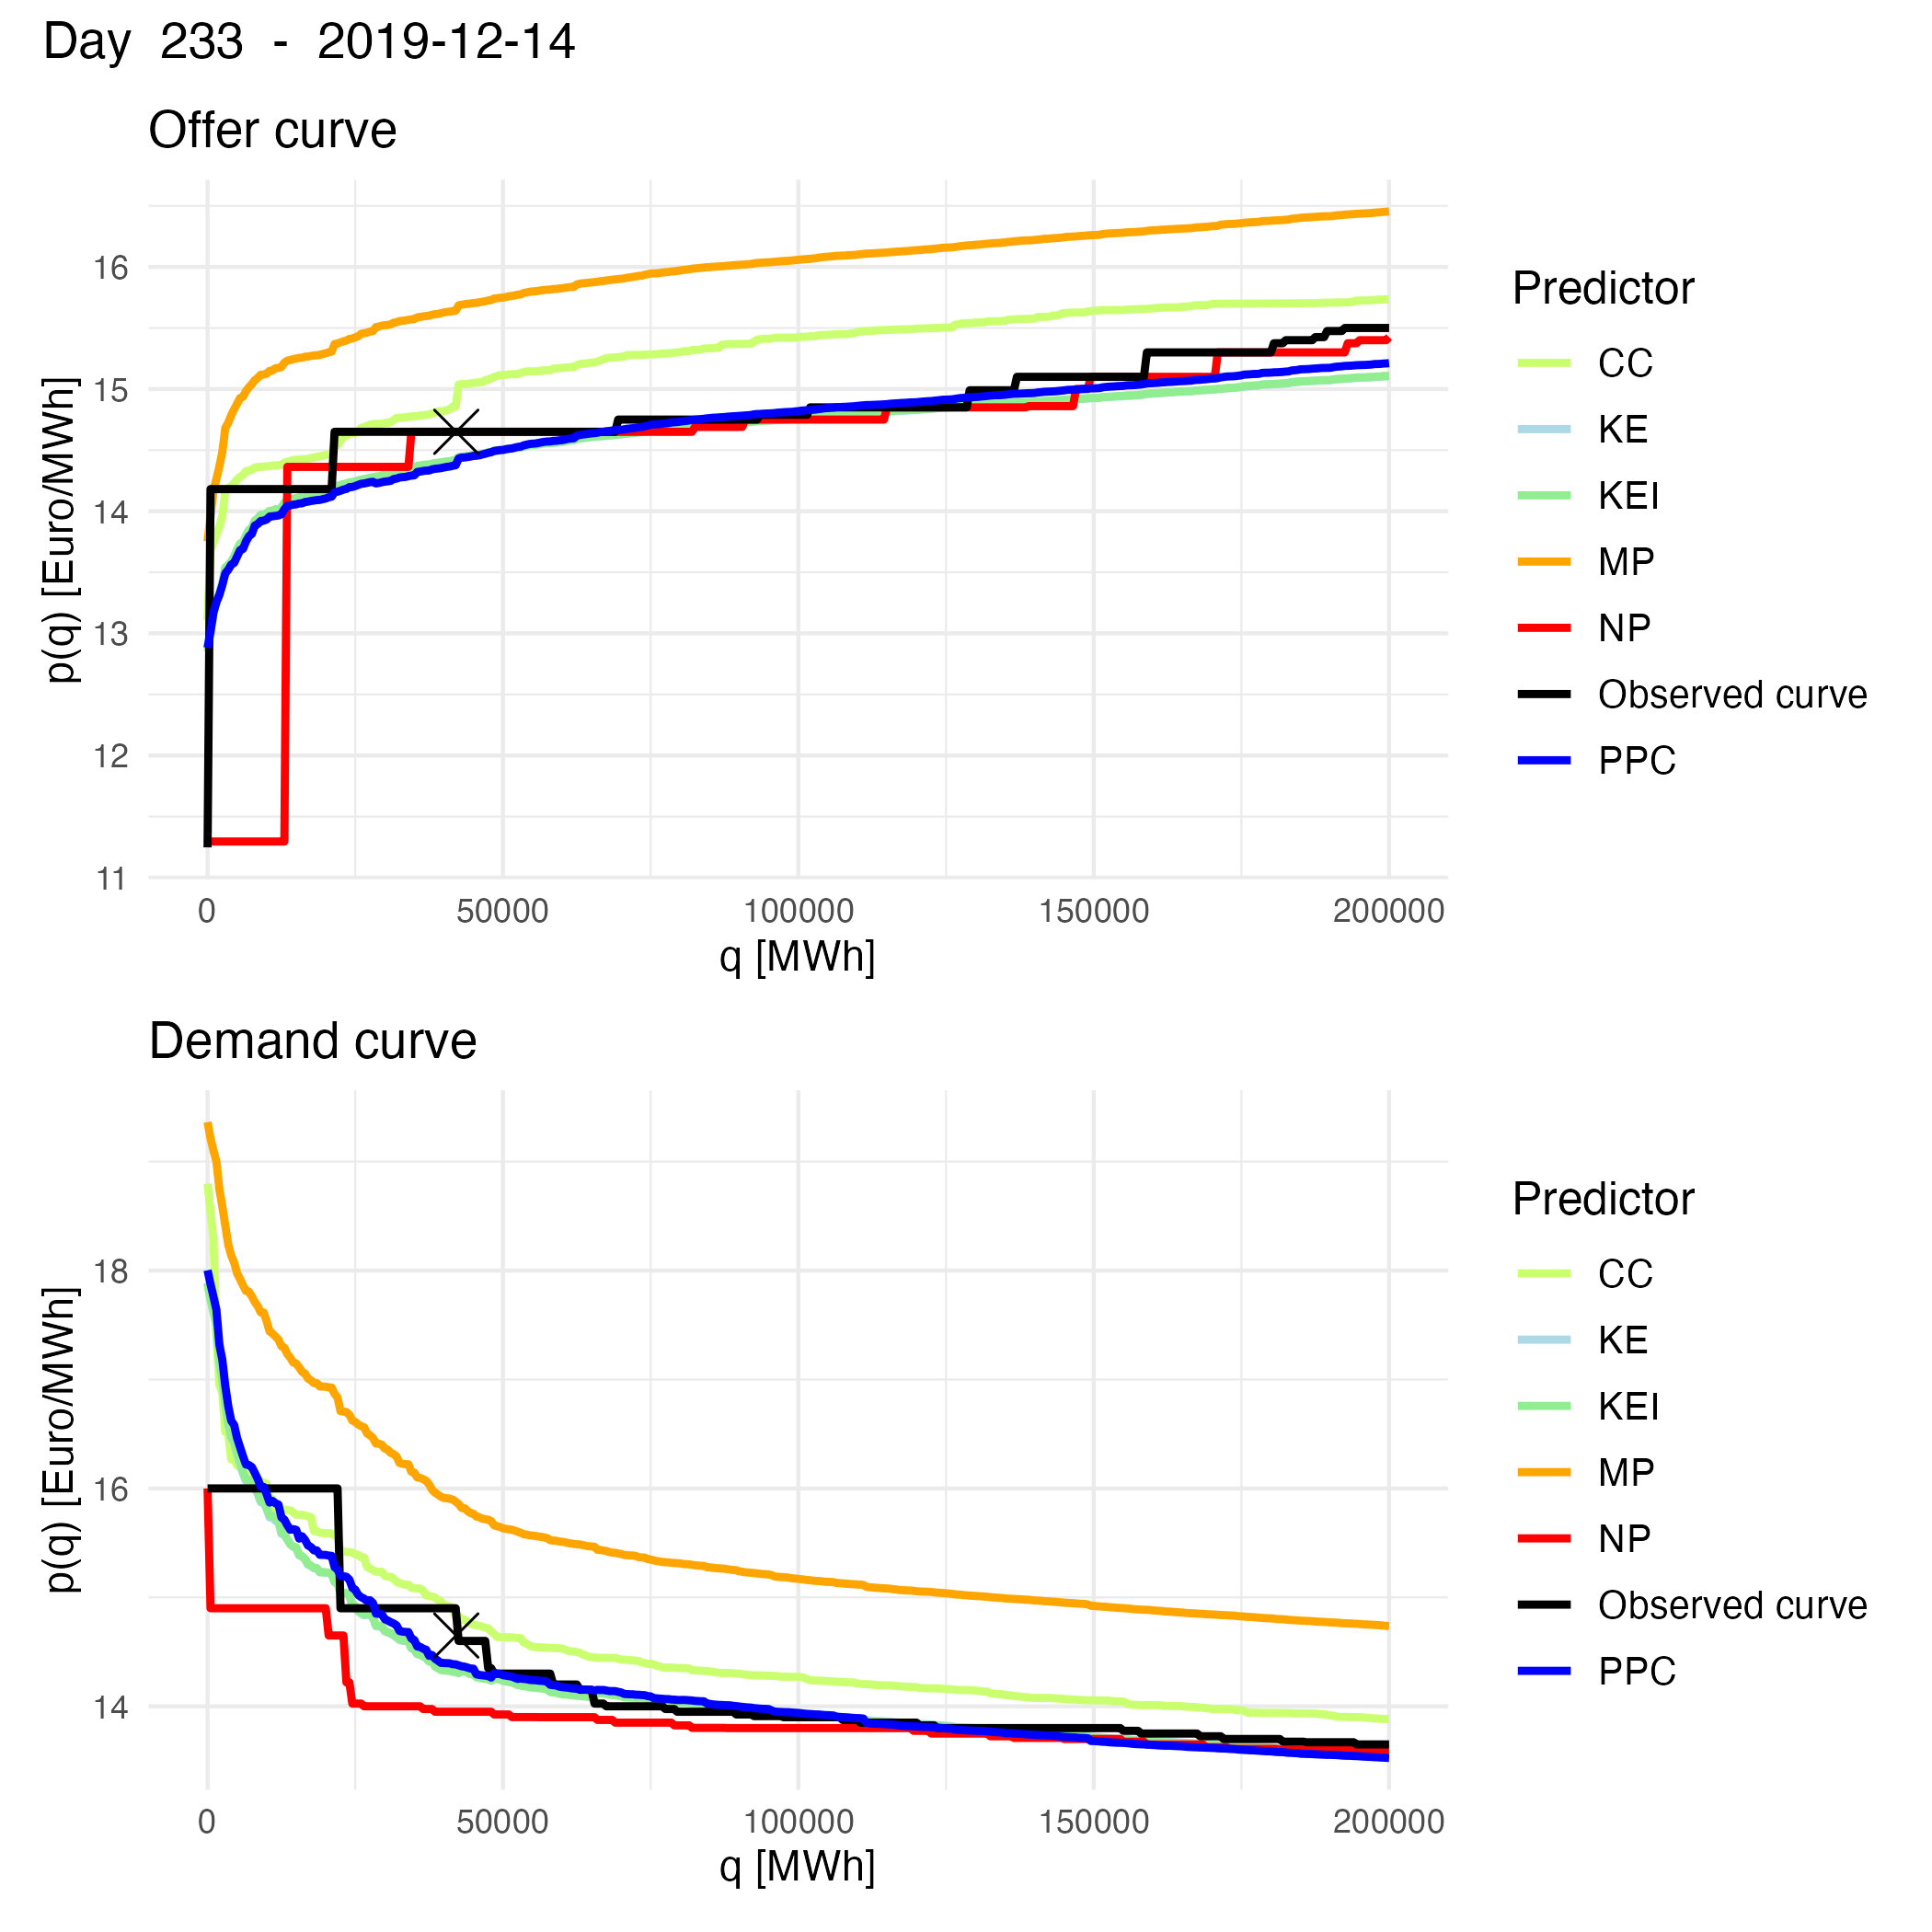 Day 233 - 2019-12-14
Offer curve
p(q) [Euro/MWh]
16
15
14
13
12
11
0 50000 100000 150000 200000
q [MWh]
Predictor
CC
KE
KEI
MP
NP
Observed curve
PPC
Demand curve
p(q) [Euro/MWh]
18
16
14
0 50000 100000 150000 200000
q [MWh]
Predictor
CC
KE
KEI
MP
NP
Observed curve
PPC